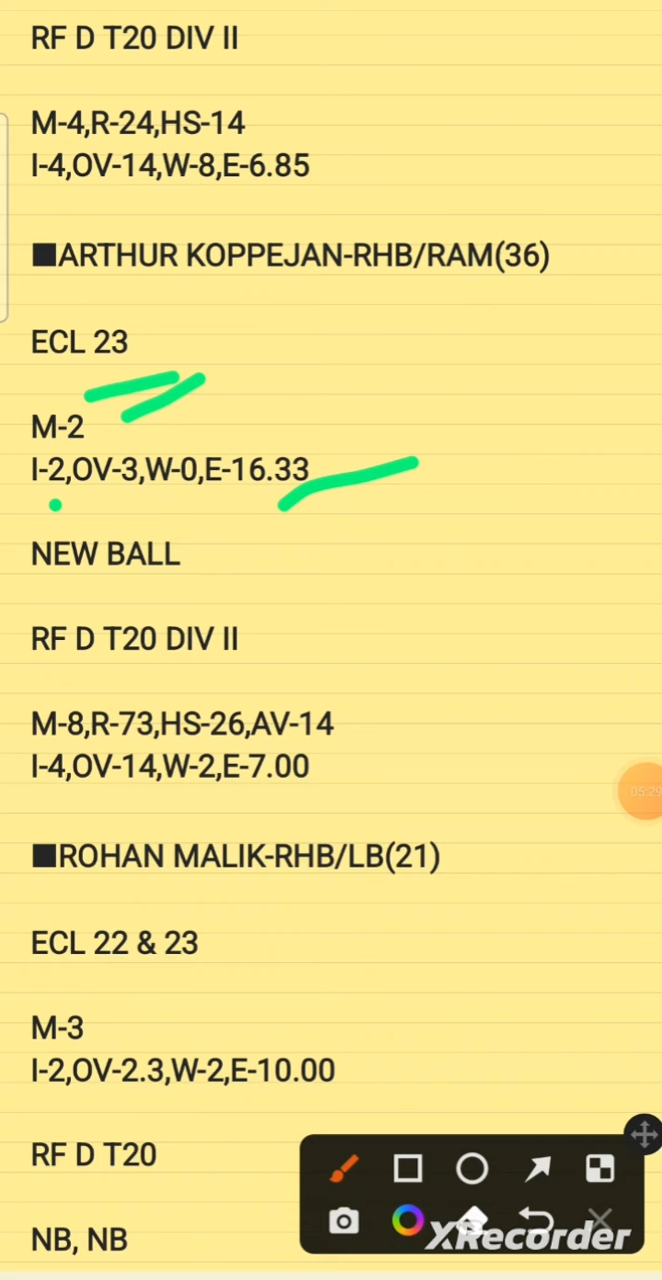 RF D T20 DIV II
M-4,R-24,HS-14
I-4,OV-14,W-8,E-6.85
■ARTHUR KOPPEJAN-RHB/RAM(36)
ECL 23
M-2
I-2,OV-3,W-0,E-16.33
NEW BALL
RF D T20 DIV II
M-8,R-73,HS-26,AV-14
I-4,OV-14,W-2,E-7.00
05:29
■ROHAN MALIK-RHB/LB(21)
ECL 22 & 23
M-3
I-2,OV-2.3,W-2,E-10.00
RF D T20
NB, NB
XRecorder